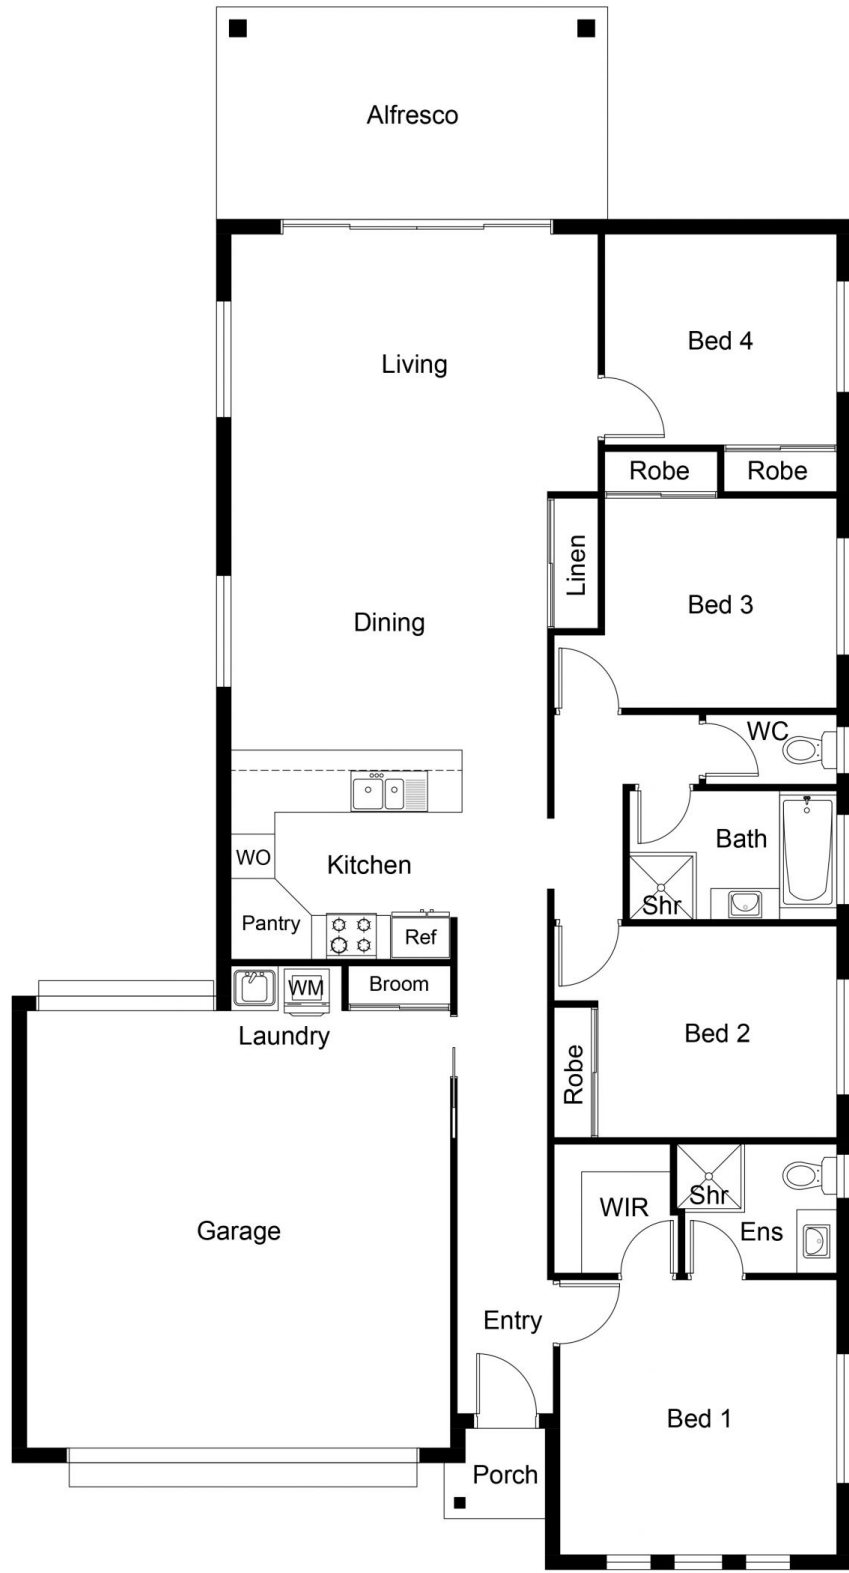 Alfresco
Living
Bed 4
Robe
Robe
Linen
Bed 3
Dining
WC
Bath
WO
Kitchen
Shr
Pantry
Ref
WM
Broom
Laundry
Bed 2
Robe
Shr
WIR
Ens
Garage
Entry
Bed 1
Porch